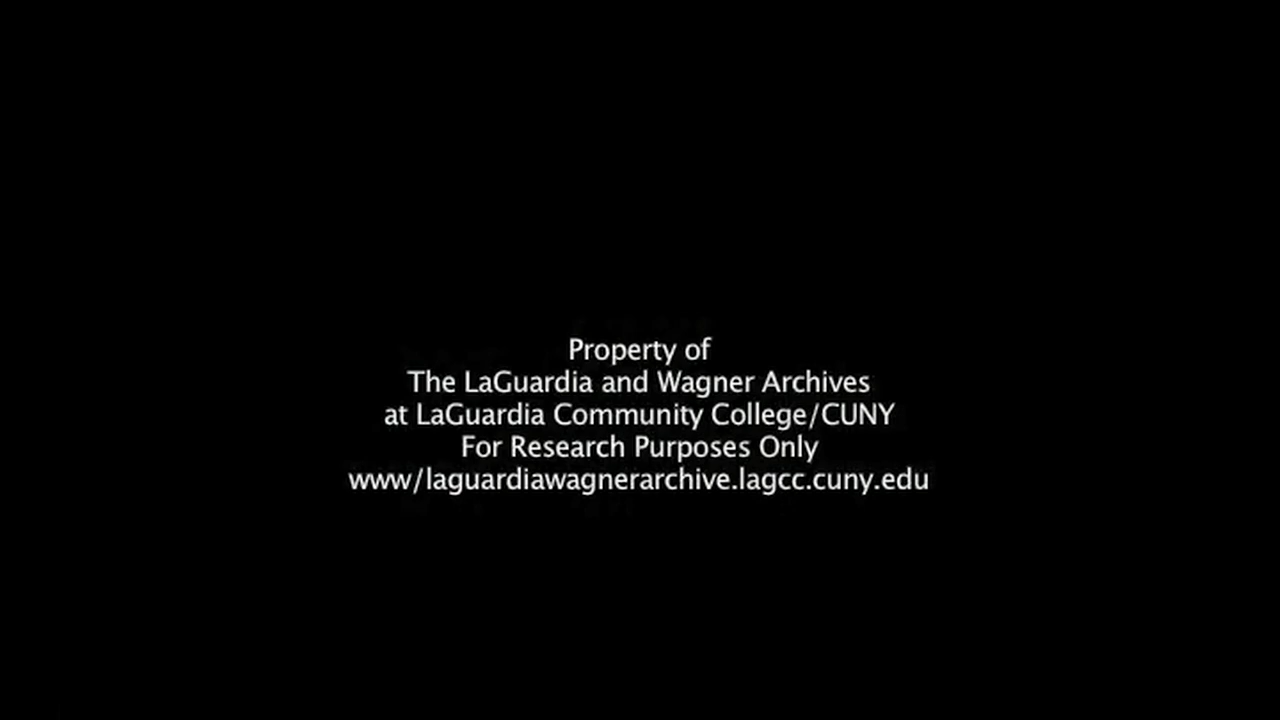 Property of
The LaGuardia and Wagner Archives
at LaGuardia Community College/CUNY
For Research Purposes Only
www/laguardiawagnerarchive.lagcc.cuny.edu